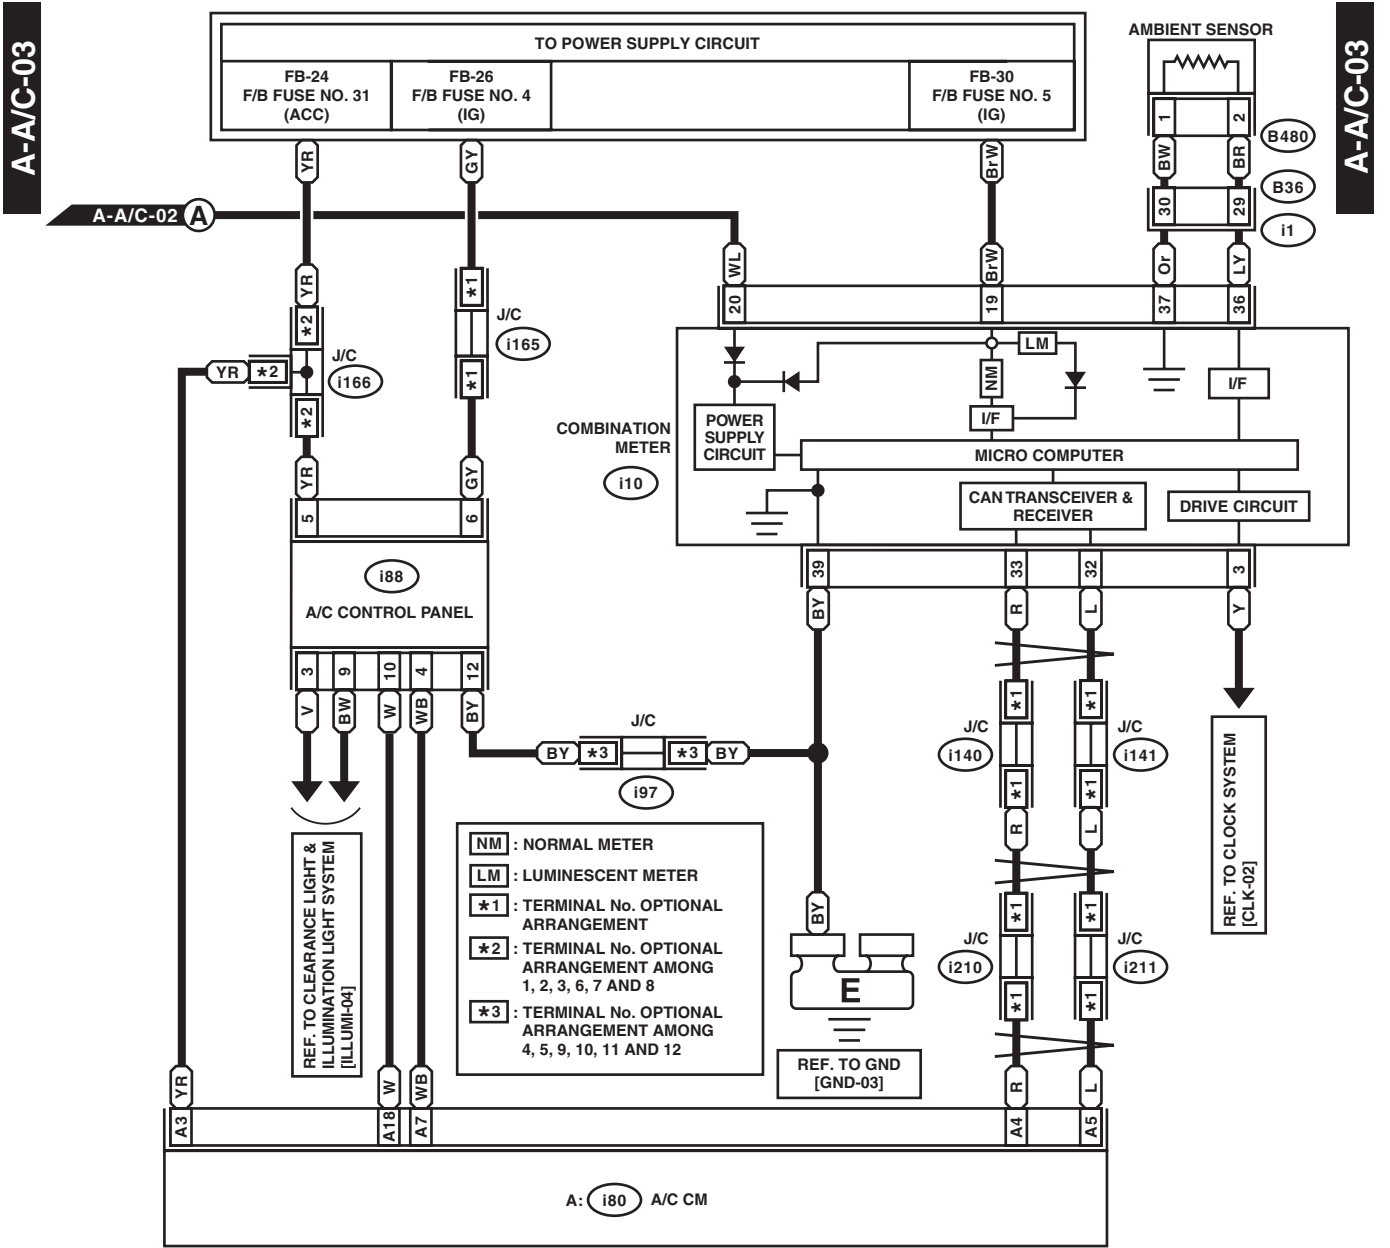 A-A/C-03
A-A/C-03
TO POWER SUPPLY CIRCUIT
FB-24
F/B FUSE NO. 31
(ACC)
FB-26
F/B FUSE NO. 4
(IG)
FB-30
F/B FUSE NO. 5
(IG)
AMBIENT SENSOR
1
2
B480
BW
BR
B36
30
29
i1
Or
LY
YR
GY
BrW
A-A/C-02
A
YR
*2
J/C
i166
YR
*2
*2
YR
*1
J/C
i165
*1
GY
WL
BrW
20
19
37
36
LM
NM
I/F
I/F
POWER
SUPPLY
CIRCUIT
COMBINATION
METER
i10
MICRO COMPUTER
CAN TRANSCEIVER &
RECEIVER
DRIVE CIRCUIT
5
6
i88
A/C CONTROL PANEL
3
9
10
4
12
V
BW
W
WB
BY
39
33
32
3
BY
R
L
Y
J/C
BY
*3
*3
BY
i97
*1
*1
J/C
i140
J/C
i141
*1
*1
R
L
*1
*1
J/C
i210
J/C
i211
*1
*1
R
L
REF. TO CLOCK SYSTEM
[CLK-02]
REF. TO CLEARANCE LIGHT &
ILLUMINATION LIGHT SYSTEM
[ILLUMI-04]
NM : NORMAL METER
LM : LUMINESCENT METER
*1 : TERMINAL No. OPTIONAL
ARRANGEMENT
*2 : TERMINAL No. OPTIONAL
ARRANGEMENT AMONG
1, 2, 3, 6, 7 AND 8
*3 : TERMINAL No. OPTIONAL
ARRANGEMENT AMONG
4, 5, 9, 10, 11 AND 12
BY
E
REF. TO GND
[GND-03]
YR
W
WB
A3
A18
A7
A4
A5
A: i80 A/C CM